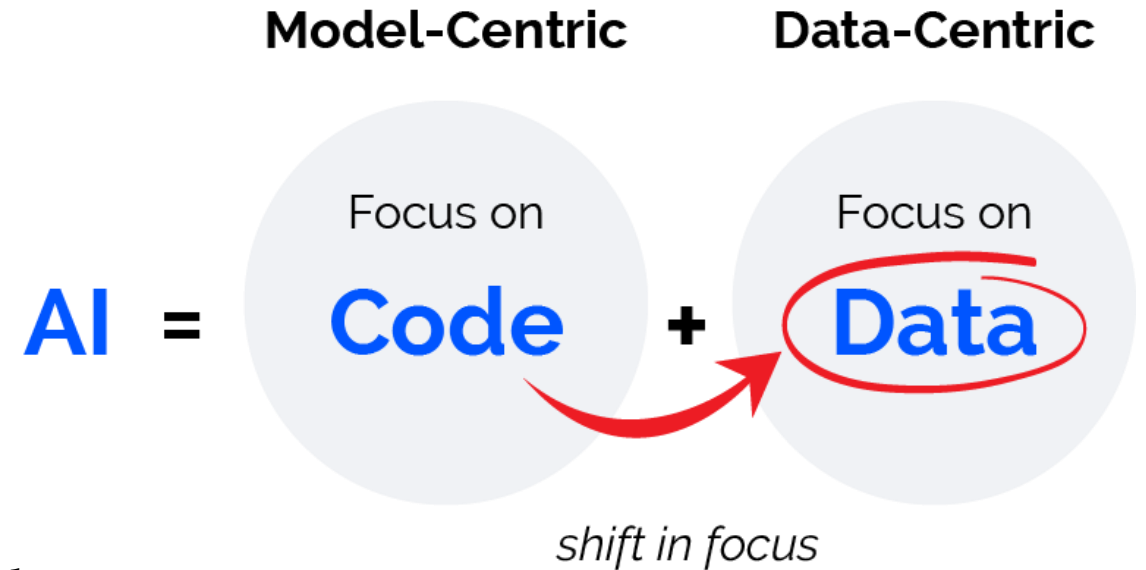 Model-Centric Data-Centric
Focus on Focus on
AI = Code + Data
shift in focus